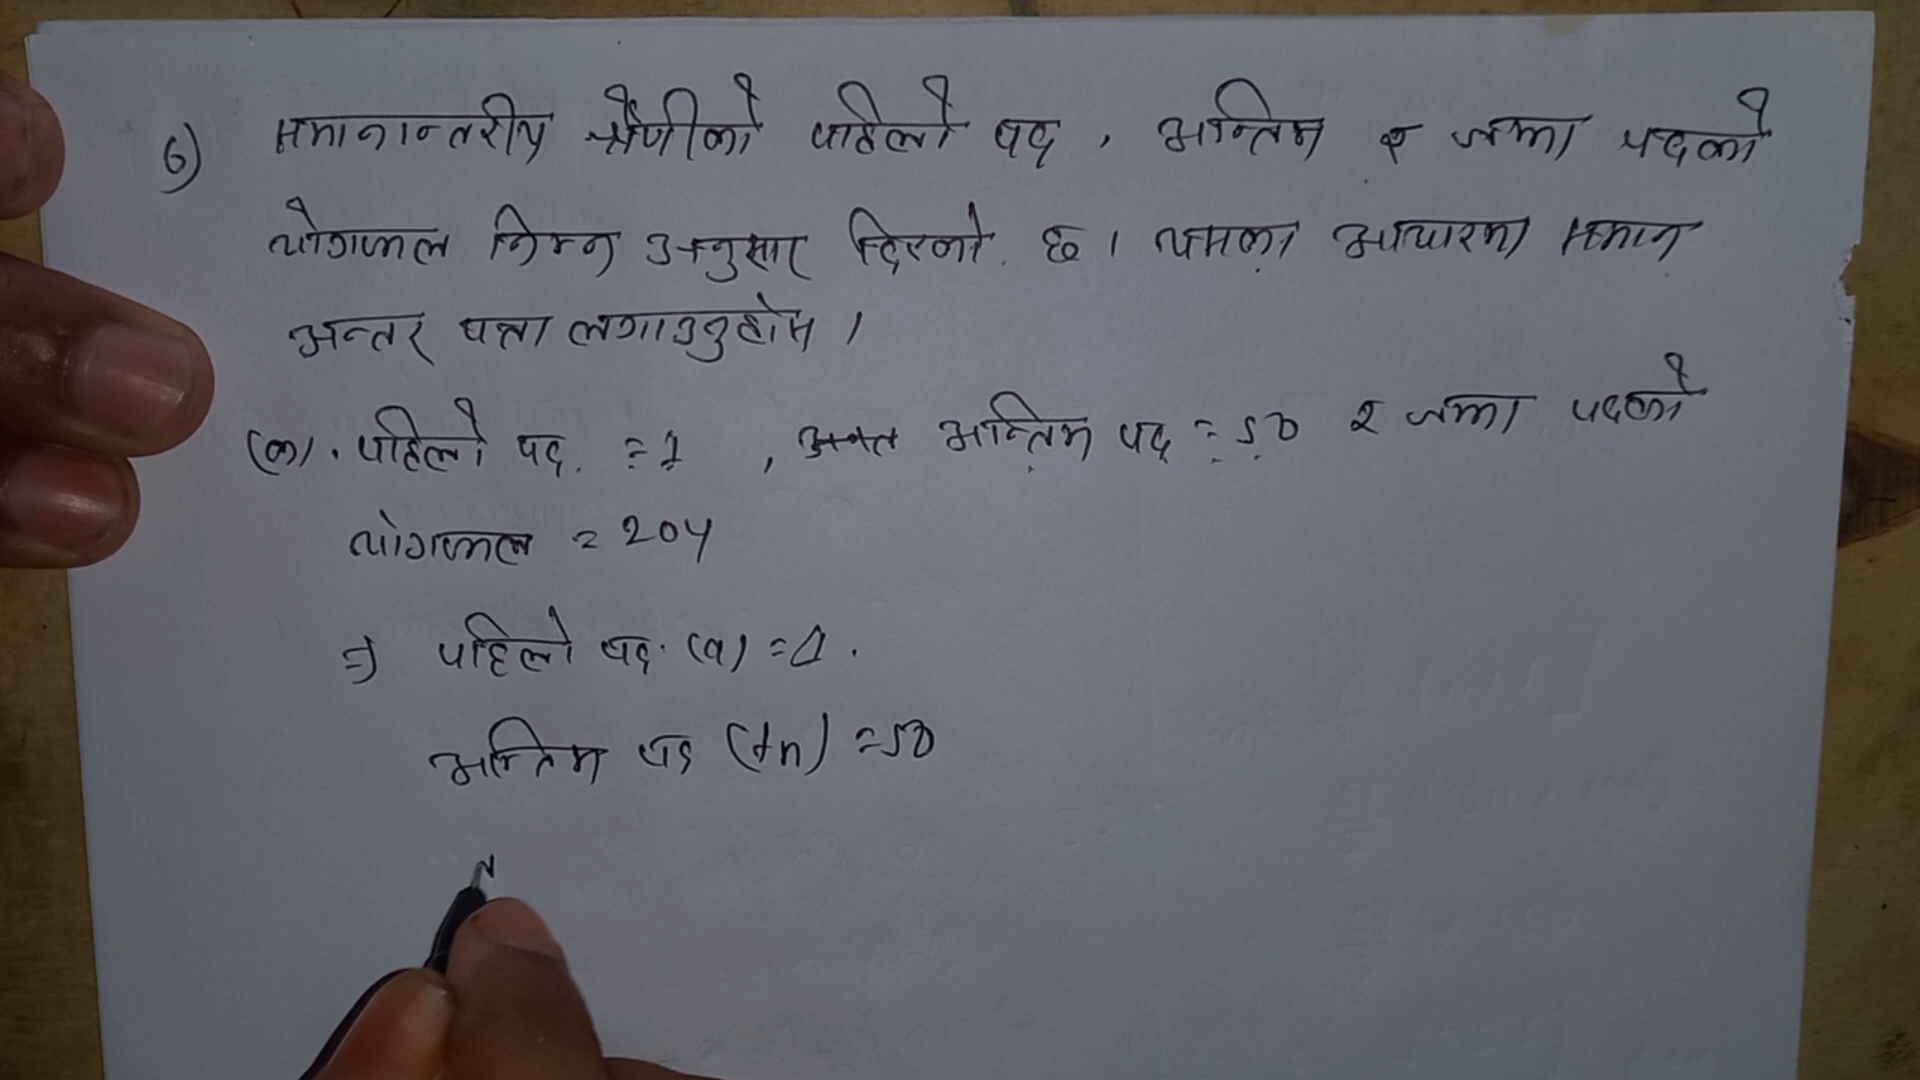 6) समानान्तरीय श्रेणीको पहिलो पद , अन्तिम र जम्मा पदको
योगफल निम्न अनुसार दिएको छ । यसका आधारमा समान
अन्तर पत्ता लगाउनुहोस ।
(क). पहिलो पद = 1 , अन्तिम पद = 50 र जम्मा पदको
योगफल = 204
⇒ पहिलो पद (a) = 1 .
अन्तिम पद (tn) = 50